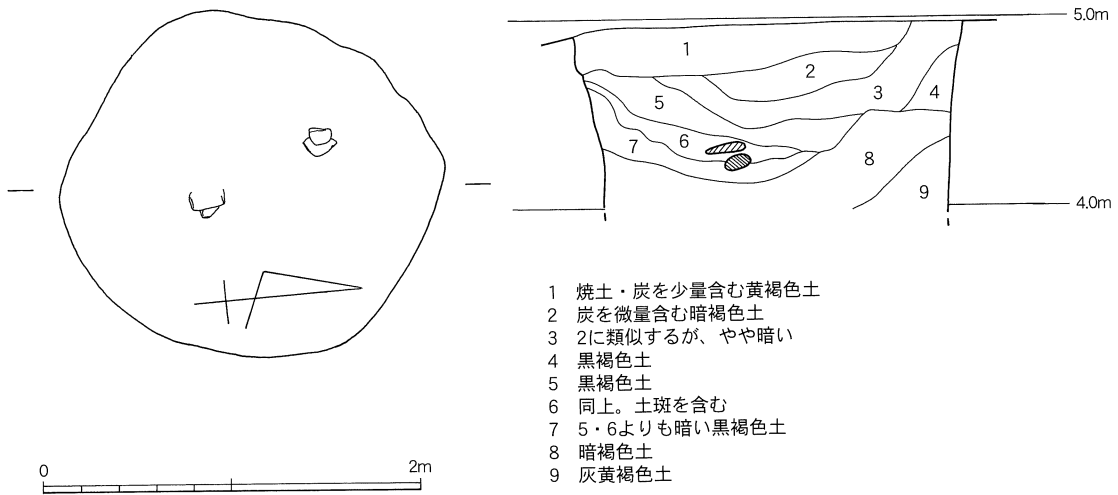 5.0m
1
2
3
4
5
6
7
8
9
4.0m
1 焼土・炭を少量含む黄褐色土
2 炭を微量含む暗褐色土
3 2に類似するが、やや暗い
4 黒褐色土
5 黒褐色土
6 同上。土斑を含む
7 5・6よりも暗い黒褐色土
8 暗褐色土
9 灰黄褐色土
0 2m